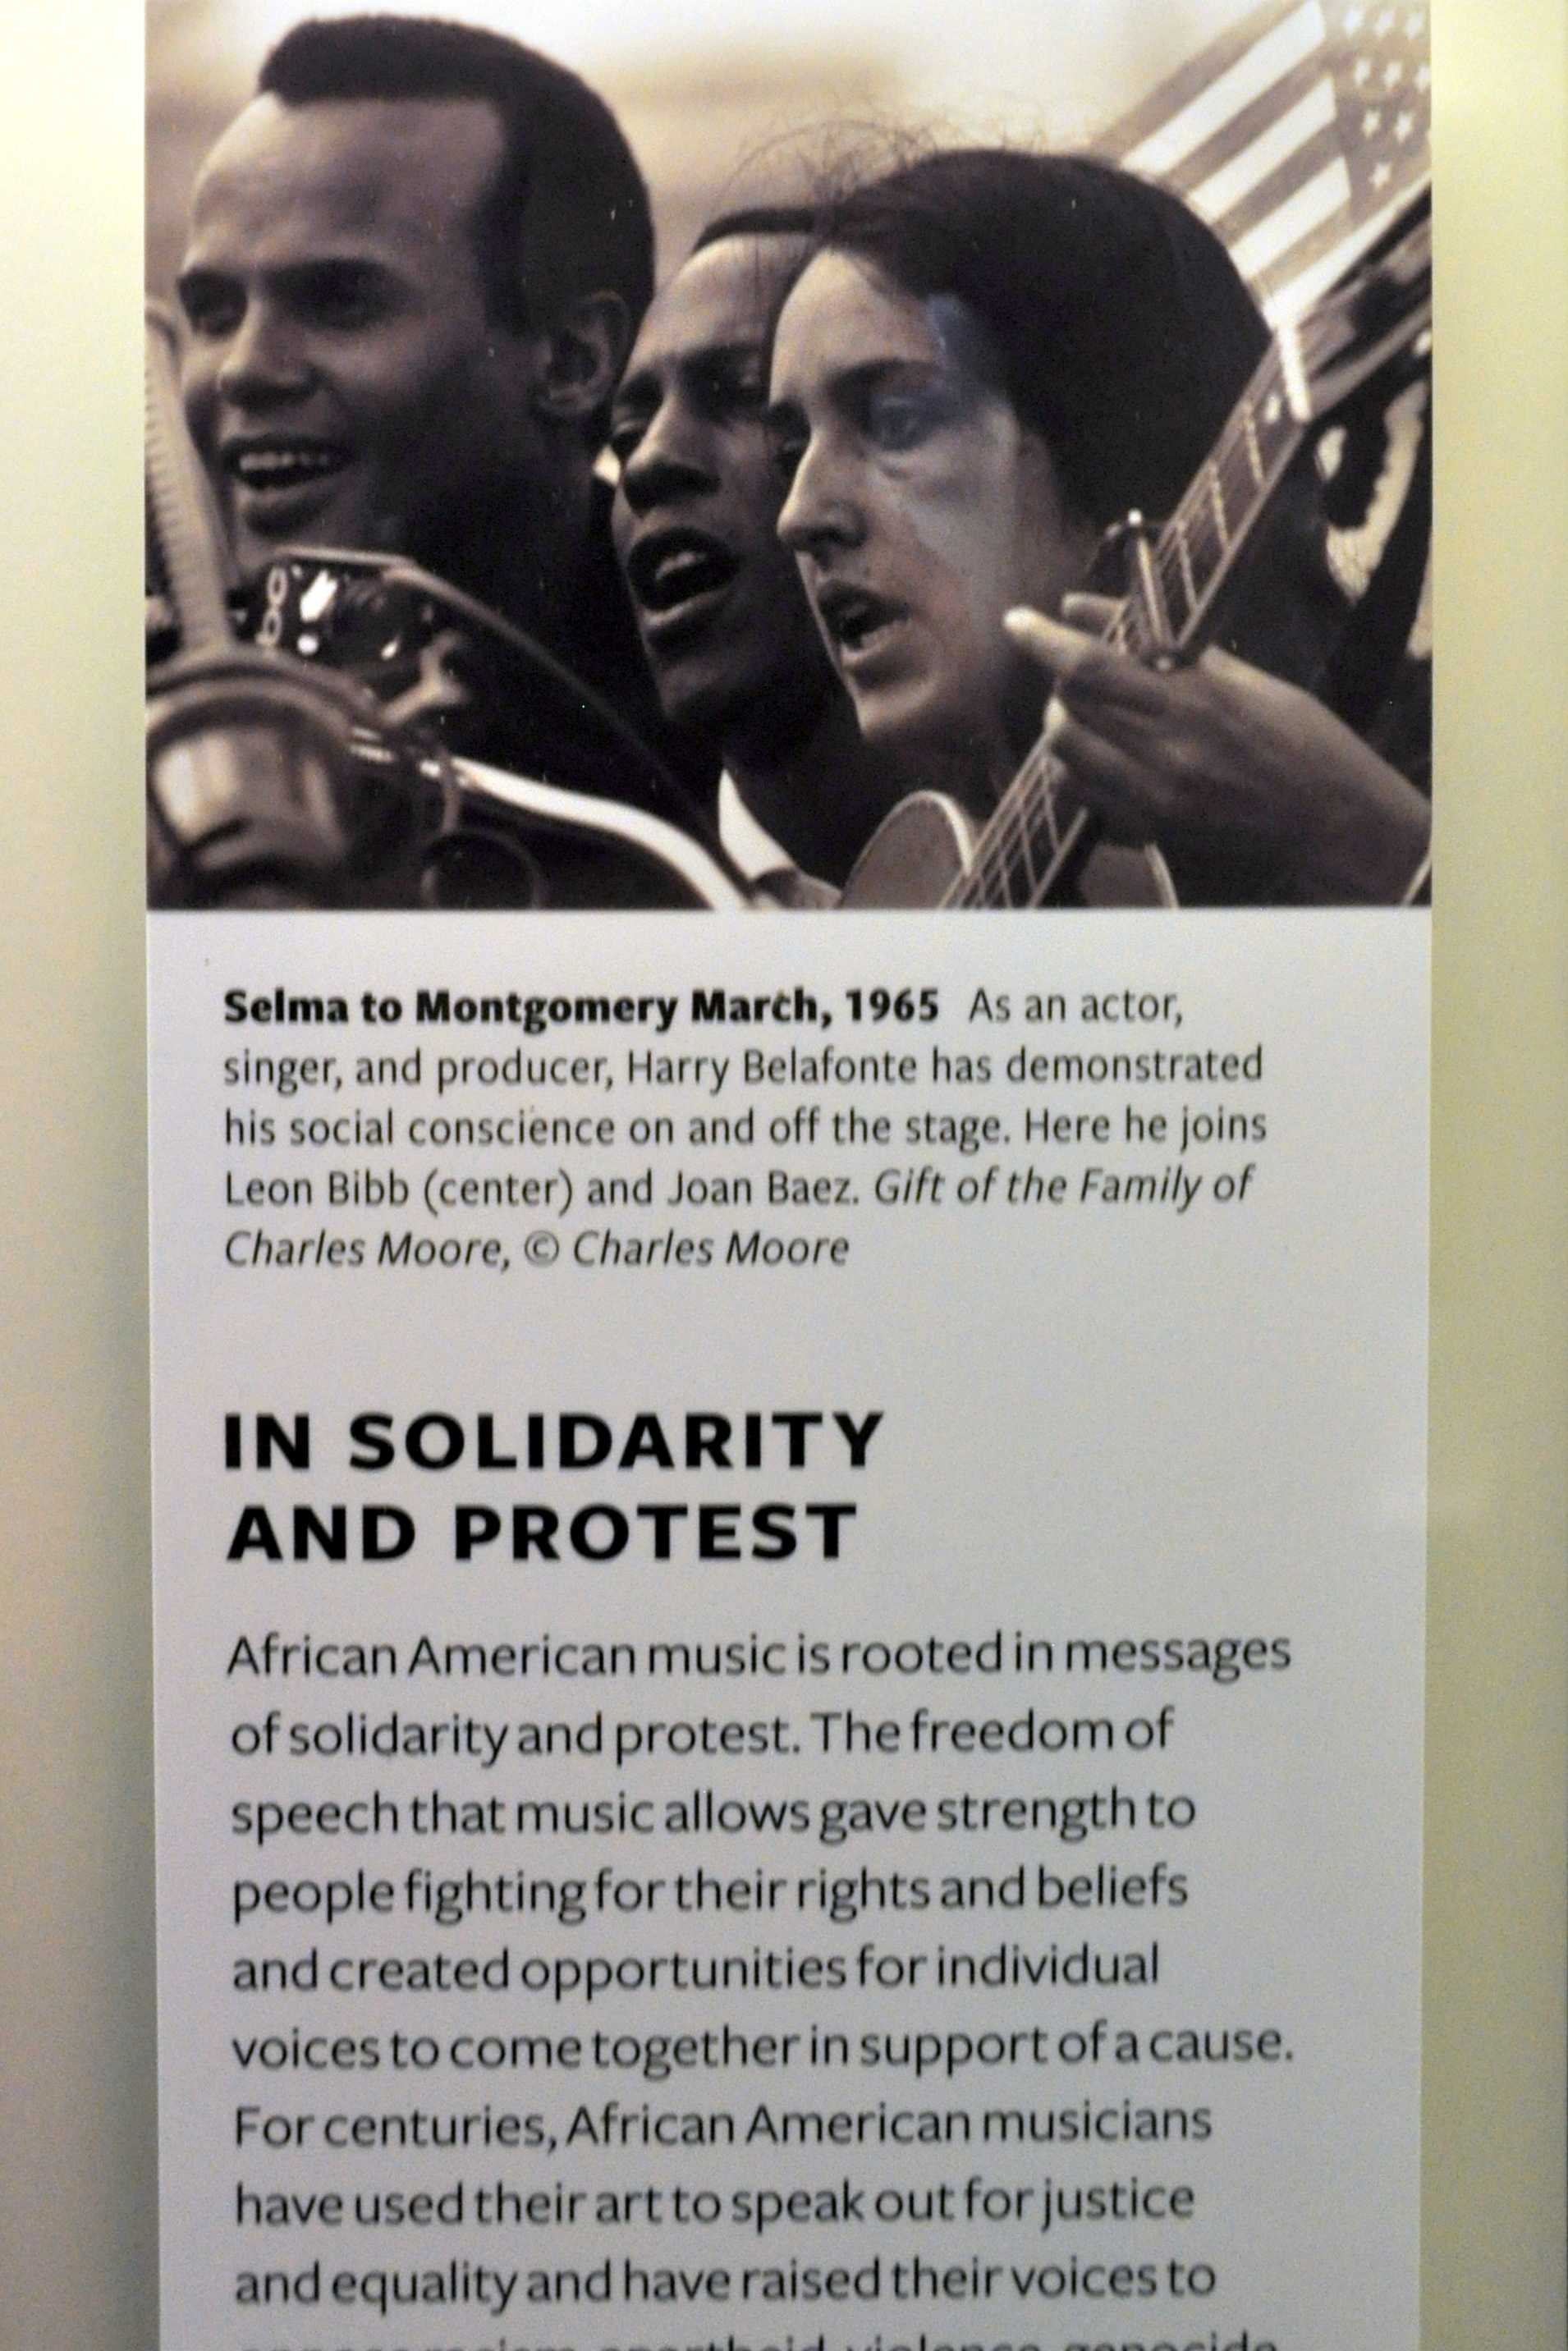 Selma to Montgomery March, 1965 As an actor,
singer, and producer, Harry Belafonte has demonstrated
his social conscience on and off the stage. Here he joins
Leon Bibb (center) and Joan Baez. Gift of the Family of
Charles Moore, © Charles Moore
IN SOLIDARITY
AND PROTEST
African American music is rooted in messages
of solidarity and protest. The freedom of
speech that music allows gave strength to
people fighting for their rights and beliefs
and created opportunities for individual
voices to come together in support of a cause.
For centuries, African American musicians
have used their art to speak out for justice
and equality and have raised their voices to
oppose racism, apartheid, violence, genocide,